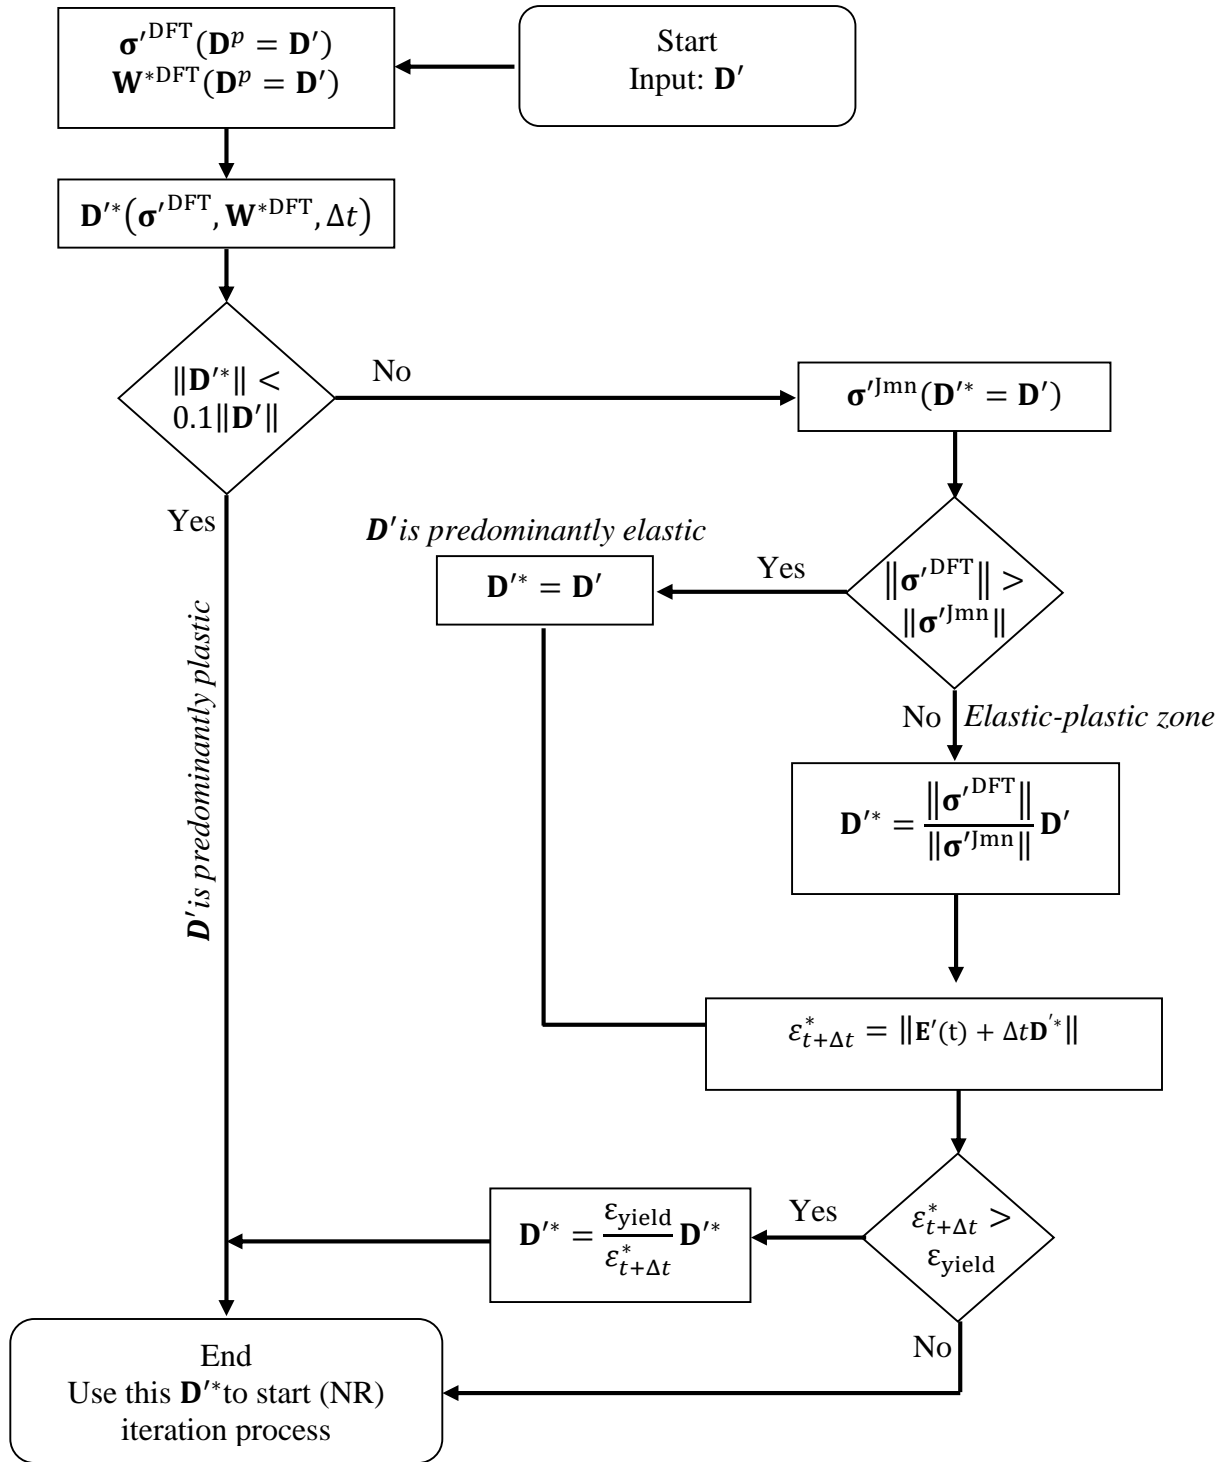 Start
Input: 𝐃′
𝛔′ᴰᶠᵀ(𝐃ᵖ = 𝐃′)
𝐖*ᴰᶠᵀ(𝐃ᵖ = 𝐃′)
𝐃′*(𝛔′ᴰᶠᵀ, 𝐖*ᴰᶠᵀ, Δt)
‖𝐃′*‖ <
0.1‖𝐃′‖
No
𝛔′ᴶᵐⁿ(𝐃′* = 𝐃′)
Yes
𝐃′ is predominantly plastic
𝐃′ is predominantly elastic
𝐃′* = 𝐃′
Yes
‖𝛔′ᴰᶠᵀ‖ >
‖𝛔′ᴶᵐⁿ‖
No Elastic-plastic zone
𝐃′* = ‖𝛔′ᴰᶠᵀ‖/‖𝛔′ᴶᵐⁿ‖ 𝐃′
ε*_{t+Δt} = ‖𝐄′(t) + Δt𝐃′*‖
ε*_{t+Δt} >
ε_yield
Yes
𝐃′* = ε_yield/ε*_{t+Δt} 𝐃′*
No
End
Use this 𝐃′* to start (NR)
iteration process